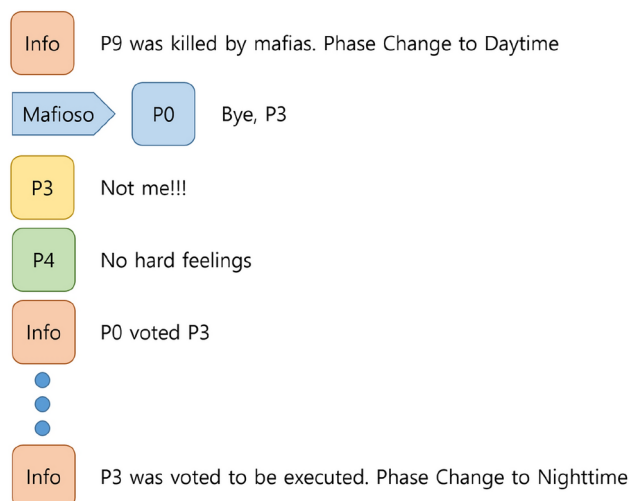 Info P9 was killed by mafias. Phase Change to Daytime
Mafioso P0 Bye, P3
P3 Not me!!!
P4 No hard feelings
Info P0 voted P3
Info P3 was voted to be executed. Phase Change to Nighttime